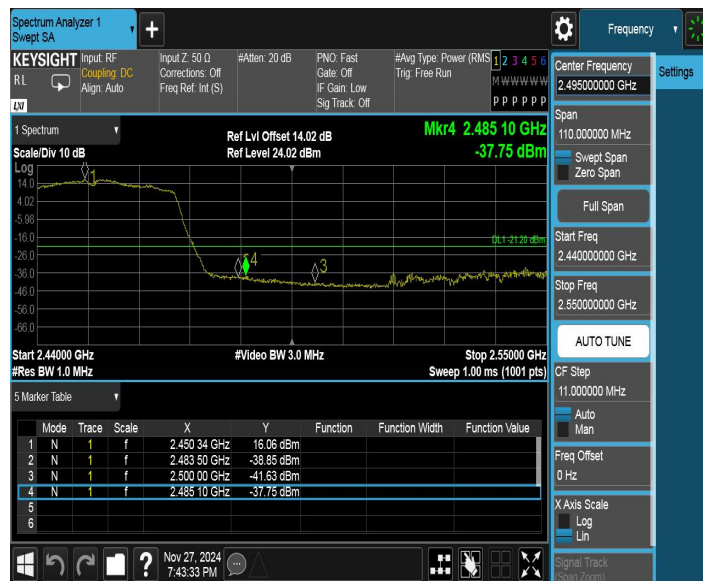 Spectrum Analyzer 1
Swept SA
Frequency
KEYSIGHT
RL
LXI
Input: RF
Coupling: DC
Align: Auto
Input Z: 50 Ω
Corrections: Off
Freq Ref: Int (S)
#Atten: 20 dB
PNO: Fast
Gate: Off
IF Gain: Low
Sig Track: Off
#Avg Type: Power (RMS
Trig: Free Run
1 2 3 4 5 6
M W W W W W
P P P P P P
1 Spectrum
Scale/Div 10 dB
Ref Lvl Offset 14.02 dB
Ref Level 24.02 dBm
Mkr4 2.485 10 GHz
-37.75 dBm
Log
14.0
4.02
-5.98
-16.0
-26.0
-36.0
-46.0
-56.0
-66.0
1
4
3
DL1 -21.20 dBm
Start 2.44000 GHz
#Video BW 3.0 MHz
Stop 2.55000 GHz
#Res BW 1.0 MHz
Sweep 1.00 ms (1001 pts)
5 Marker Table
Mode Trace Scale X Y Function Function Width Function Value
1 N 1 f 2.450 34 GHz 16.06 dBm
2 N 1 f 2.483 50 GHz -38.85 dBm
3 N 1 f 2.500 00 GHz -41.63 dBm
4 N 1 f 2.485 10 GHz -37.75 dBm
5
6
?
Nov 27, 2024
7:43:33 PM
Center Frequency
2.495000000 GHz
Settings
Span
110.000000 MHz
Swept Span
Zero Span
Full Span
Start Freq
2.440000000 GHz
Stop Freq
2.550000000 GHz
AUTO TUNE
CF Step
11.000000 MHz
Auto
Man
Freq Offset
0 Hz
X Axis Scale
Log
Lin
Signal Track
(Span Zoom)